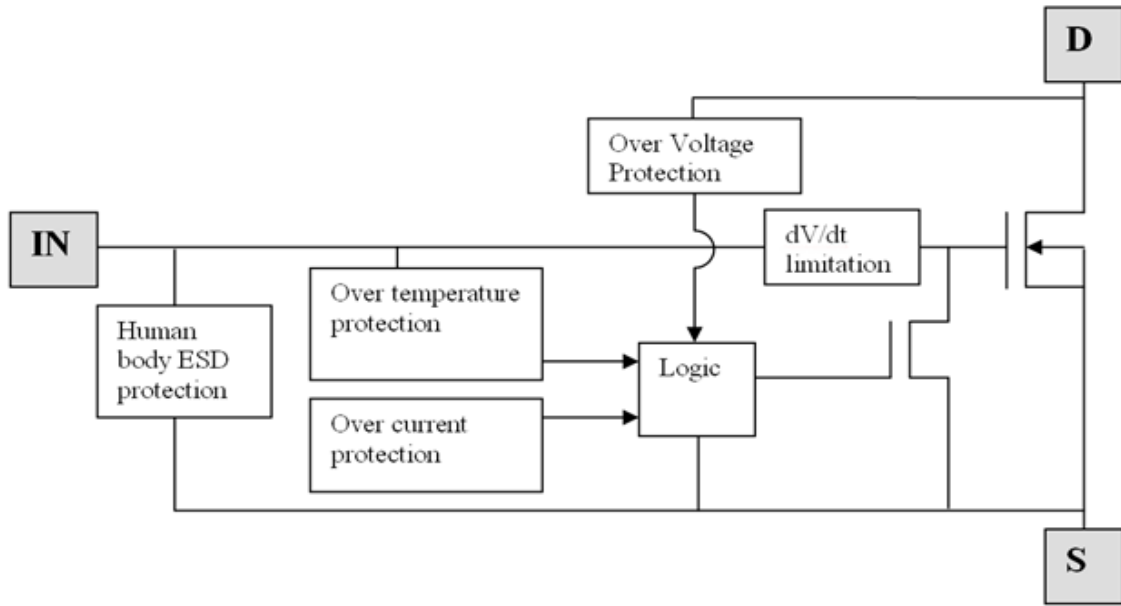 D
Over Voltage
Protection
IN
dV/dt
limitation
Over temperature
protection
Human
body ESD
protection
Logic
Over current
protection
S